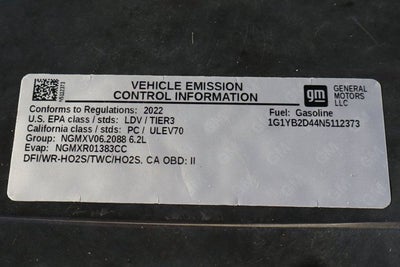 VEHICLE EMISSION
CONTROL INFORMATION
gm
GENERAL
MOTORS
LLC
Conforms to Regulations: 2022
Fuel: Gasoline
U.S. EPA class / stds: LDV / TIER3
1G1YB2D44N5112373
California class / stds: PC / ULEV70
Group: NGMXV06.2088 6.2L
Evap: NGMXR01383CC
DFI/WR-HO2S/TWC/HO2S, CA OBD: II